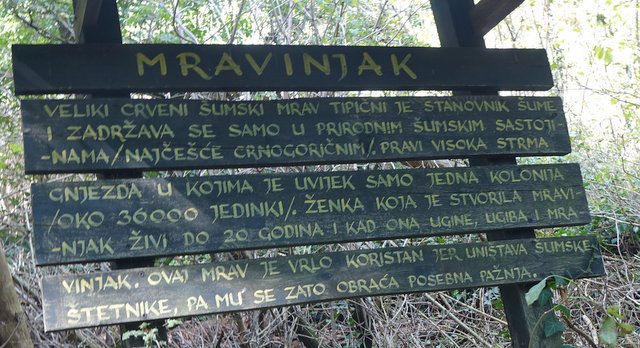 MRAVINJAK
VELIKI CRVENI ŠUMSKI MRAV TIPIČNI JE STANOVNIK ŠUME
I ZADRŽAVA SE SAMO U PRIRODNIM ŠUMSKIM SASTOJI-
-NAMA/NAJČEŠĆE CRNOGORIČNIM/. PRAVI VISOKA STRMA
GNJEZDA U KOJIMA JE UVIJEK SAMO JEDNA KOLONIJA
/OKO 36000 JEDINKI/. ŽENKA KOJA JE STVORILA MRAVI
-NJAK ŽIVI DO 20 GODINA I KAD ONA UGINE, UGIBA I MRA
VINJAK. OVAJ MRAV JE VRLO KORISTAN JER UNIŠTAVA ŠUMSKE
ŠTETNIKE, PA MU SE ZATO OBRAĆA POSEBNA PAŽNJA.